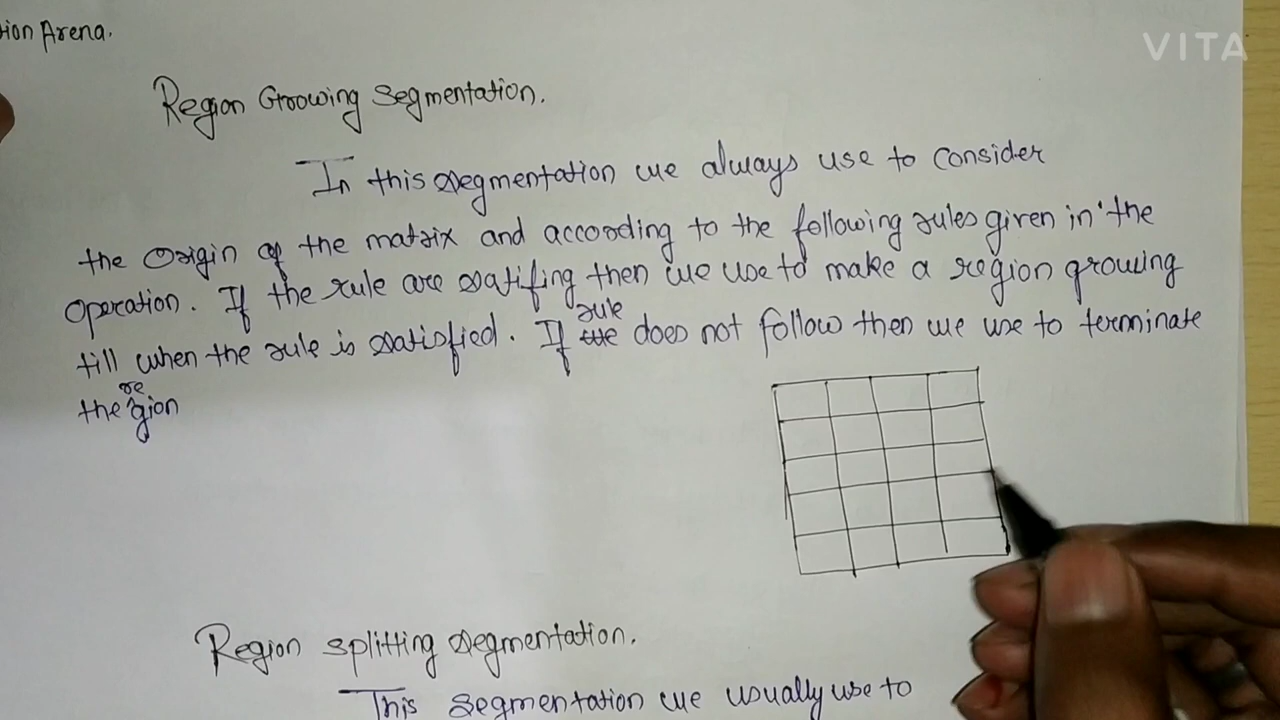 tion Arena.
VITA
Region Growing Segmentation.
In this segmentation we always use to consider
the Origin of the matrix and according to the following rules given in the
operation. If the rule are satifing then we use to make a region growing
till when the rule is satisfied. If rule does not follow then we use to terminate
the region
Region splitting segmentation.
This segmentation we usually use to